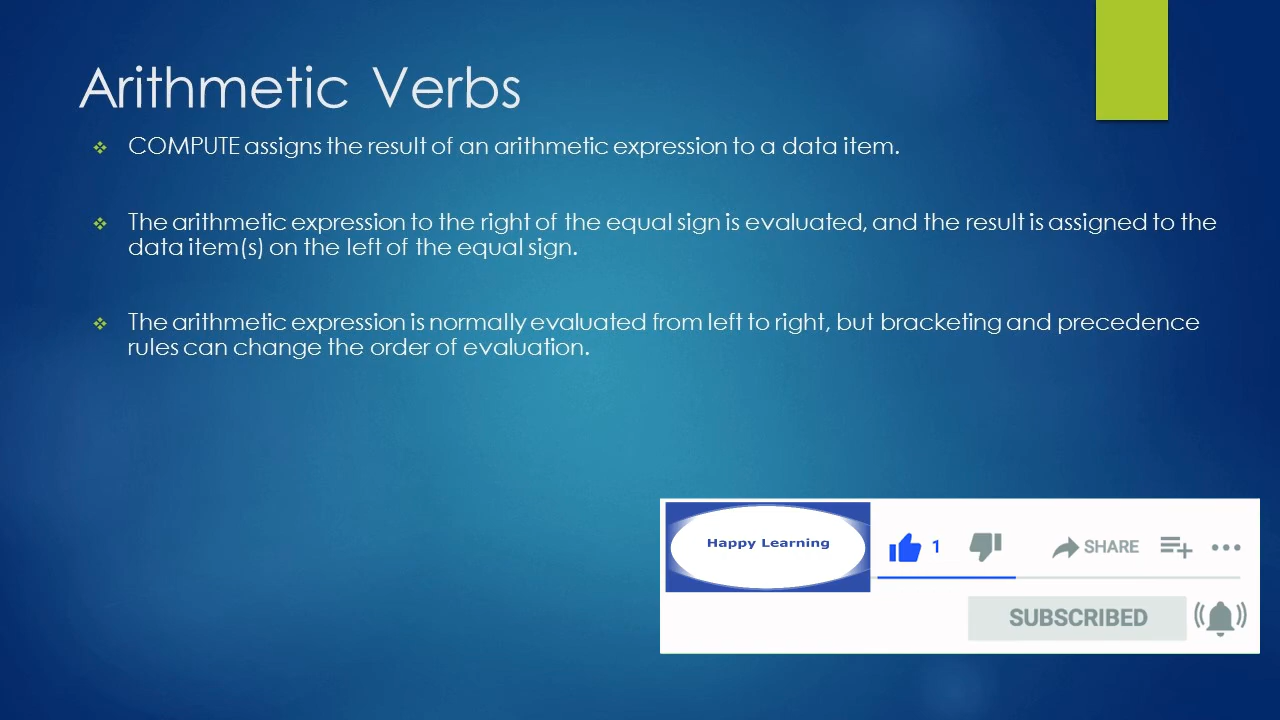 Arithmetic Verbs
COMPUTE assigns the result of an arithmetic expression to a data item.
The arithmetic expression to the right of the equal sign is evaluated, and the result is assigned to the
data item(s) on the left of the equal sign.
The arithmetic expression is normally evaluated from left to right, but bracketing and precedence
rules can change the order of evaluation.
Happy Learning
1
SHARE
SUBSCRIBED